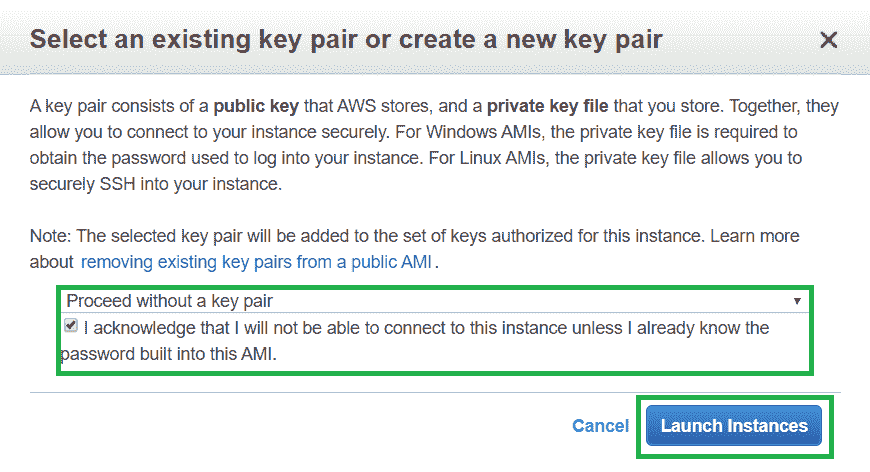 Select an existing key pair or create a new key pair
A key pair consists of a public key that AWS stores, and a private key file that you store. Together, they
allow you to connect to your instance securely. For Windows AMIs, the private key file is required to
obtain the password used to log into your instance. For Linux AMIs, the private key file allows you to
securely SSH into your instance.
Note: The selected key pair will be added to the set of keys authorized for this instance. Learn more
about removing existing key pairs from a public AMI.
Proceed without a key pair
I acknowledge that I will not be able to connect to this instance unless I already know the
password built into this AMI.
Cancel Launch Instances